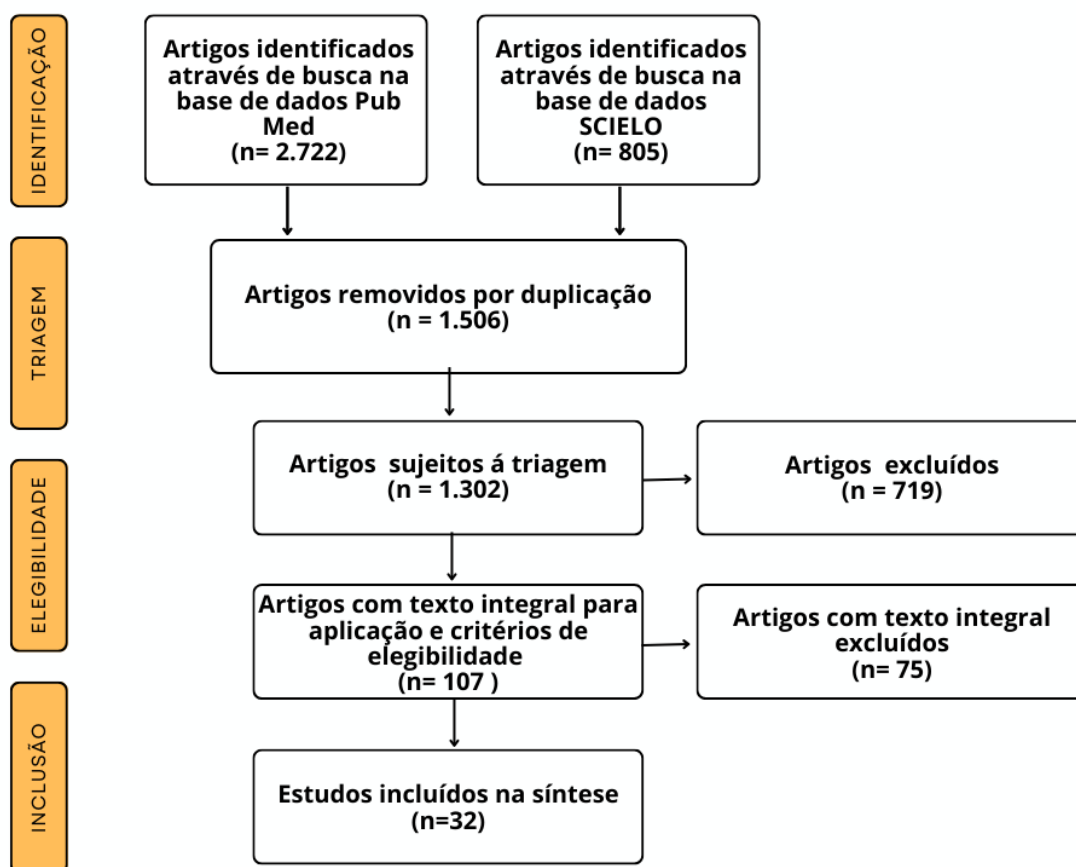 IDENTIFICAÇÃO
Artigos identificados
através de busca na
base de dados Pub
Med
(n= 2.722)
Artigos identificados
através de busca na
base de dados
SCIELO
(n= 805)
TRIAGEM
Artigos removidos por duplicação
(n = 1.506)
ELEGIBILIDADE
Artigos  sujeitos á triagem
(n = 1.302)
Artigos  excluídos
(n = 719)
Artigos com texto integral para
aplicação e critérios de
elegibilidade
(n= 107 )
Artigos com texto integral
excluídos
(n= 75)
INCLUSÃO
Estudos incluídos na síntese
(n=32)